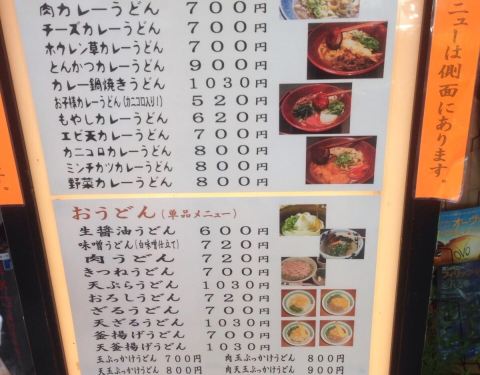 肉カレーうどん 700円
チーズカレーうどん 700円
ホウレン草カレーうどん 700円
とんかつカレーうどん 900円
カレー鍋焼きうどん 1030円
お子様カレーうどん(カニコロ入り!) 520円
もやしカレーうどん 620円
エビ天カレーうどん 700円
カニコロカレーうどん 800円
ミンチカツカレーうどん 800円
野菜カレーうどん 800円
おうどん(単品メニュー)
生醤油うどん 600円
味噌うどん(白味噌仕立て) 720円
肉うどん 720円
きつねうどん 700円
天ぷらうどん 1030円
おろしうどん 720円
ざるうどん 700円
天ざるうどん 1030円
釜揚げうどん 700円
天釜揚げうどん 1030円
玉ぶっかけうどん 700円 肉玉ぶっかけうどん 800円
天玉ぶっかけうどん 800円 肉天玉ぶっかけうどん 900円
ニューは側面にあります。